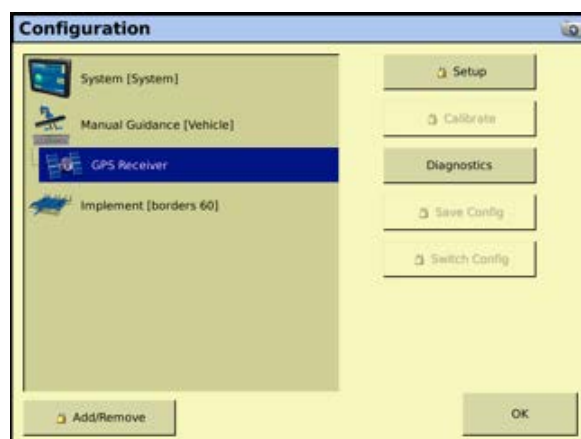 Configuration
System [System]
Manual Guidance [Vehicle]
GPS Receiver
Implement [borders 60]
Setup
Calibrate
Diagnostics
Save Config
Switch Config
Add/Remove
OK